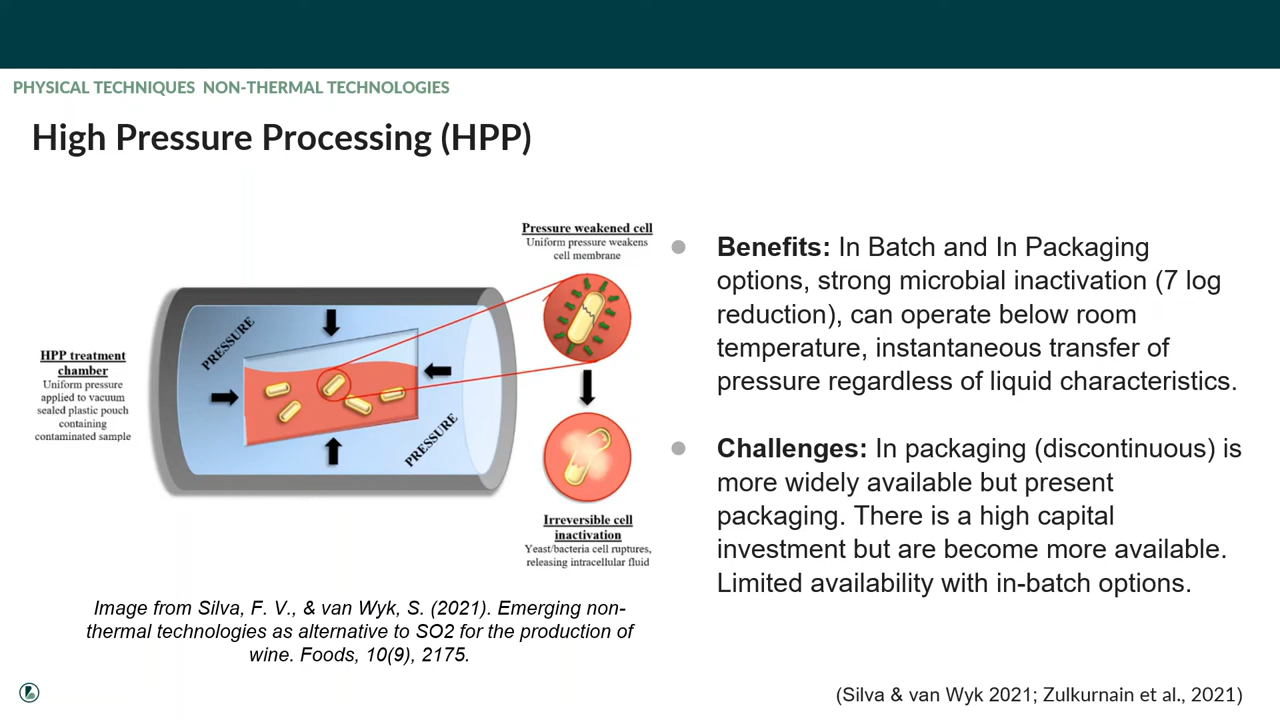 PHYSICAL TECHNIQUES  NON-THERMAL TECHNOLOGIES
High Pressure Processing (HPP)
HPP treatment
chamber
Uniform pressure
applied to vacuum
sealed plastic pouch
containing
contaminated sample
PRESSURE
PRESSURE
Pressure weakened cell
Uniform pressure weakens
cell membrane
Irreversible cell
inactivation
Yeast/bacteria cell ruptures,
releasing intracellular fluid
Image from Silva, F. V., & van Wyk, S. (2021). Emerging non-
thermal technologies as alternative to SO2 for the production of
wine. Foods, 10(9), 2175.
● Benefits: In Batch and In Packaging
options, strong microbial inactivation (7 log
reduction), can operate below room
temperature, instantaneous transfer of
pressure regardless of liquid characteristics.
● Challenges: In packaging (discontinuous) is
more widely available but present
packaging. There is a high capital
investment but are become more available.
Limited availability with in-batch options.
(Silva & van Wyk 2021; Zulkurnain et al., 2021)